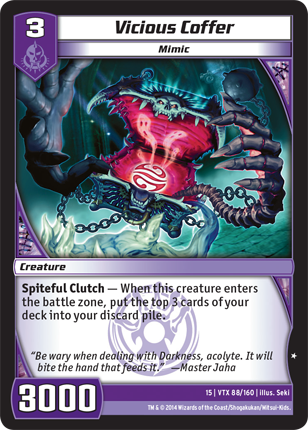 3
Vicious Coffer
Mimic
Creature
Spiteful Clutch — When this creature enters
the battle zone, put the top 3 cards of your
deck into your discard pile.
"Be wary when dealing with Darkness, acolyte. It will
bite the hand that feeds it." —Master Jaha
3000
15 | VTX 88/160 | illus. Seki
TM & © 2014 Wizards of the Coast/Shogakukan/Mitsui-Kids.